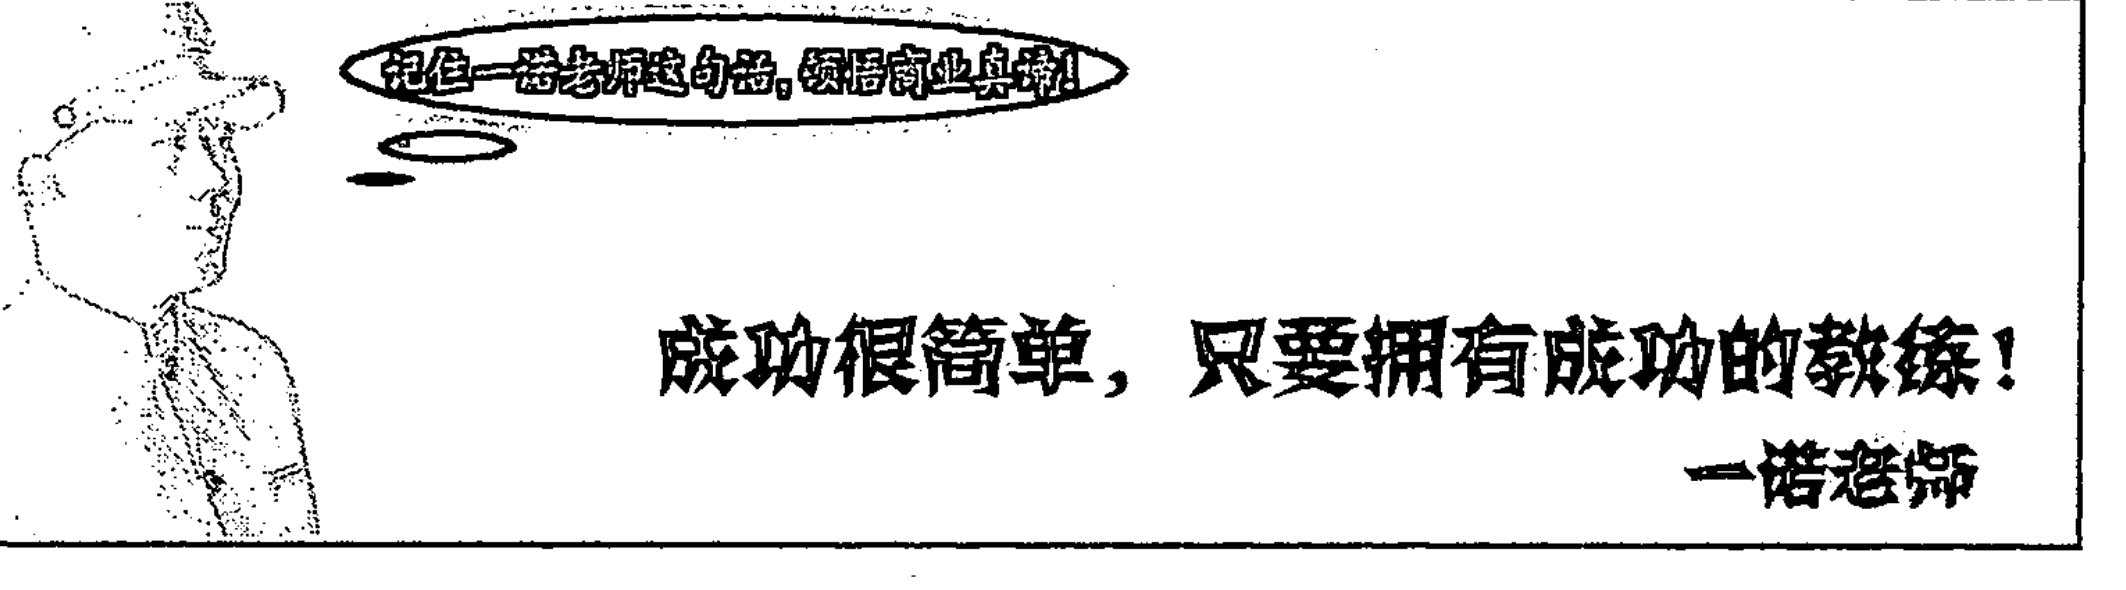 记住一诺老师这句话,领悟商业真谛!
成功很简单，只要拥有成功的教练！
一诺老师